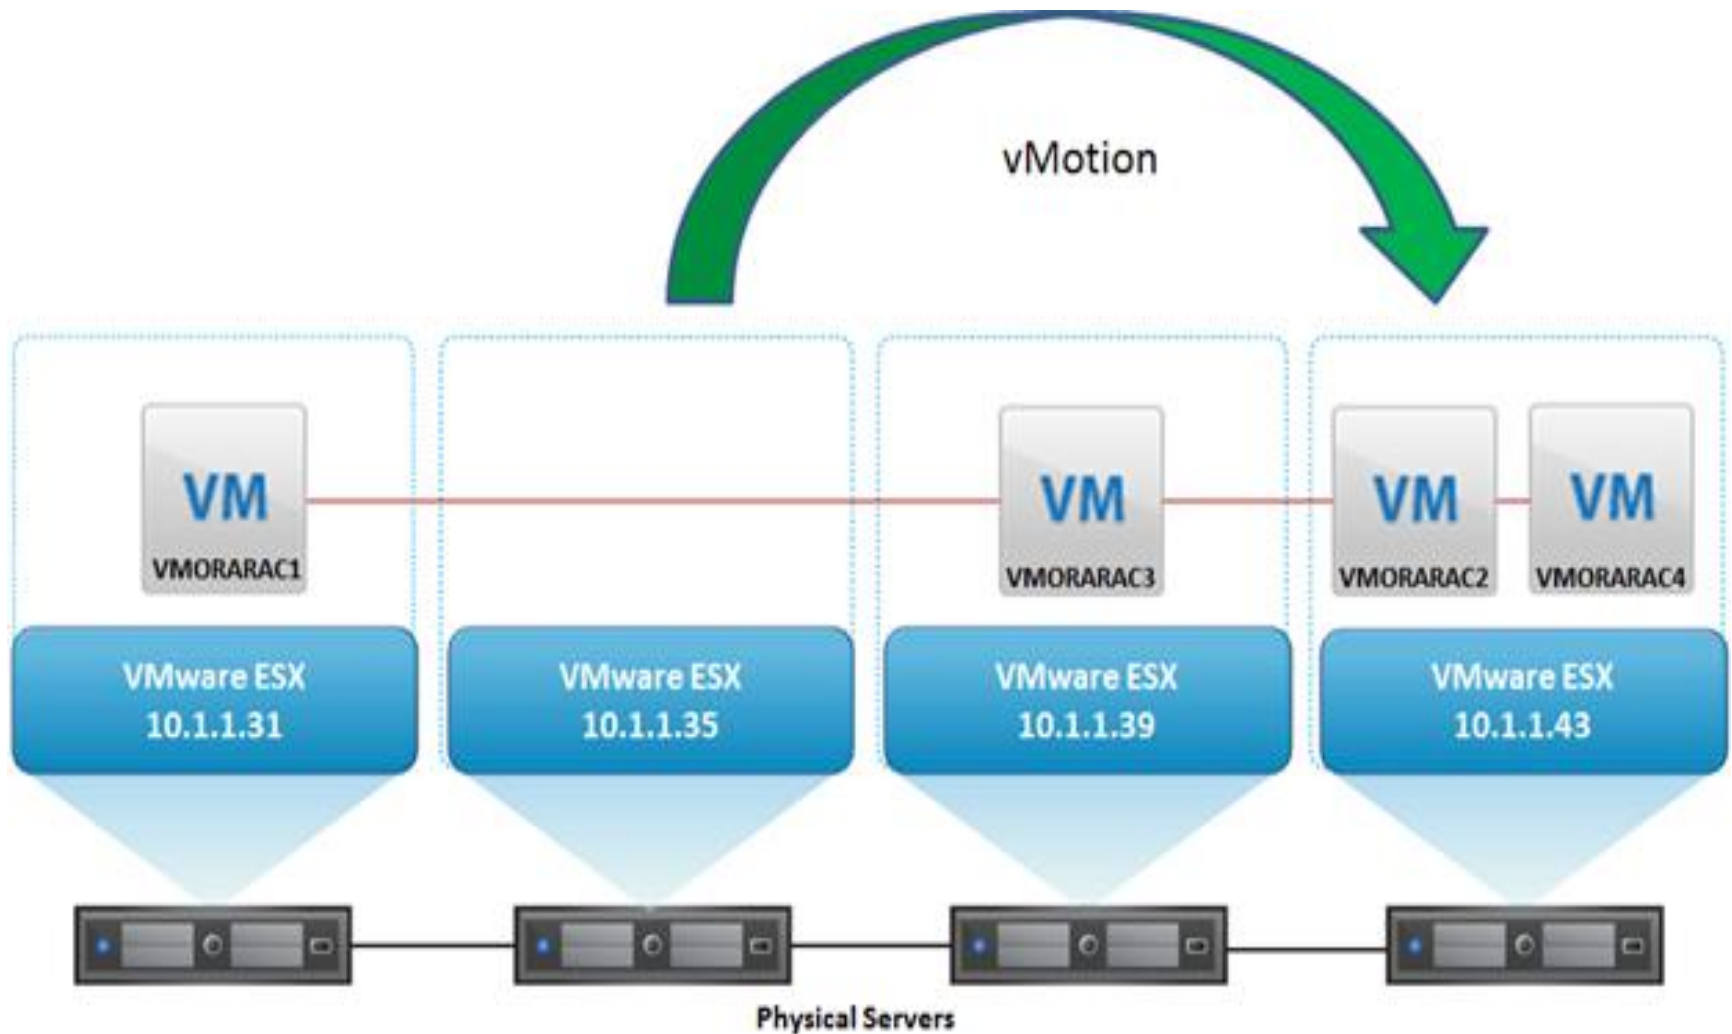 vMotion
VM
VMORARAC1
VM
VMORARAC3
VM
VMORARAC2
VM
VMORARAC4
VMware ESX
10.1.1.31
VMware ESX
10.1.1.35
VMware ESX
10.1.1.39
VMware ESX
10.1.1.43
Physical Servers